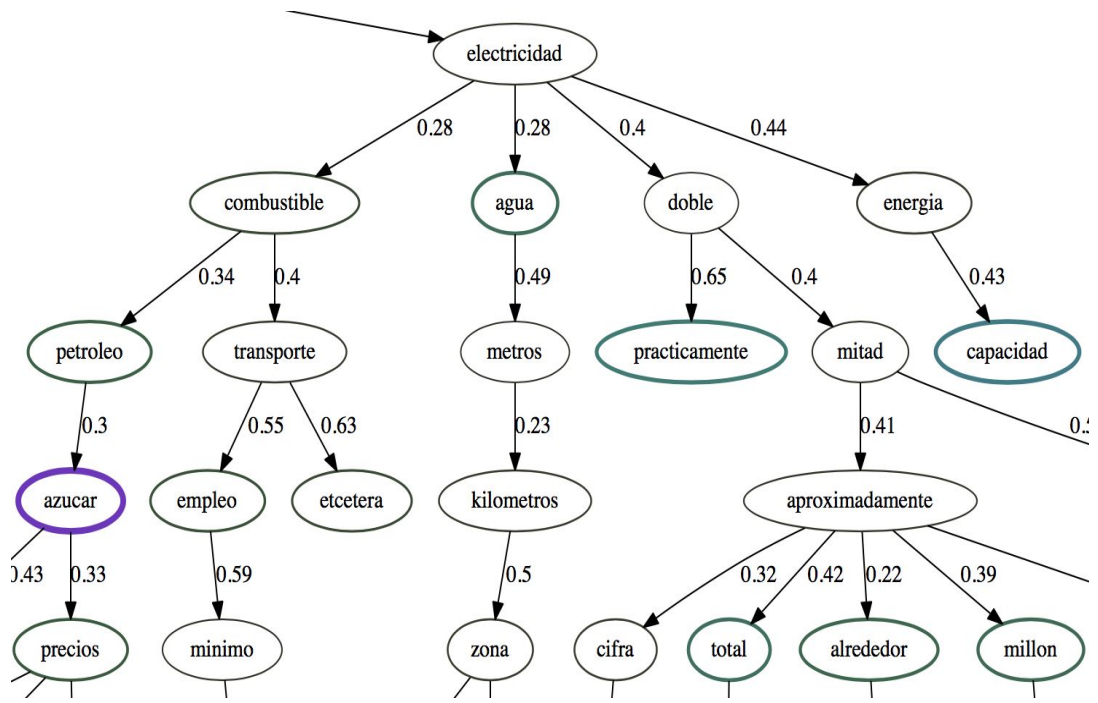 electricidad
0.28
0.28
0.4
0.44
combustible
agua
doble
energia
0.34
0.4
0.49
0.65
0.4
0.43
petroleo
transporte
metros
practicamente
mitad
capacidad
0.3
0.55
0.63
0.23
0.41
azucar
empleo
etcetera
kilometros
aproximadamente
0.43
0.33
0.59
0.5
0.32
0.42
0.22
0.39
precios
minimo
zona
cifra
total
alrededor
millon